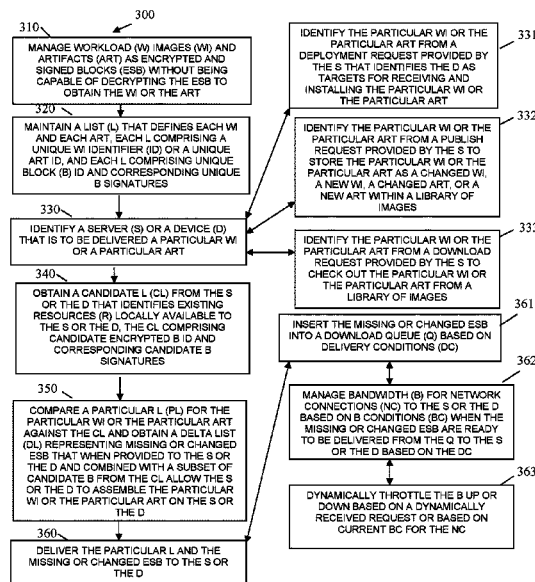 300
310
MANAGE WORKLOAD (W) IMAGES (WI) AND
ARTIFACTS (ART) AS ENCRYPTED AND
SIGNED BLOCKS (ESB) WITHOUT BEING
CAPABLE OF DECRYPTING THE ESB TO
OBTAIN THE WI OR THE ART
320
MAINTAIN A LIST (L) THAT DEFINES EACH WI
AND EACH ART, EACH L COMPRISING A
UNIQUE WI IDENTIFIER (ID) OR A UNIQUE
ART ID, AND EACH L COMPRISING UNIQUE
BLOCK (B) ID AND CORRESPONDING UNIQUE
B SIGNATURES
330
IDENTIFY A SERVER (S) OR A DEVICE (D)
THAT IS TO BE DELIVERED A PARTICULAR WI
OR A PARTICULAR ART
340
OBTAIN A CANDIDATE L (CL) FROM THE S
OR THE D THAT IDENTIFIES EXISTING
RESOURCES (R) LOCALLY AVAILABLE TO
THE S OR THE D, THE CL COMPRISING
CANDIDATE ENCRYPTED B ID AND
CORRESPONDING CANDIDATE B
SIGNATURES
350
COMPARE A PARTICULAR L (PL) FOR THE
PARTICULAR WI OR THE PARTICULAR ART
AGAINST THE CL AND OBTAIN A DELTA LIST
(DL) REPRESENTING MISSING OR CHANGED
ESB THAT WHEN PROVIDED TO THE S OR
THE D AND COMBINED WITH A SUBSET OF
CANDIDATE B FROM THE CL ALLOW THE S
OR THE D TO ASSEMBLE THE PARTICULAR
WI OR THE PARTICULAR ART ON THE S OR
THE D
360
DELIVER THE PARTICULAR L AND THE
MISSING OR CHANGED ESB TO THE S OR
THE D
331
IDENTIFY THE PARTICULAR WI OR THE
PARTICULAR ART FROM A
DEPLOYMENT REQUEST PROVIDED BY
THE S THAT IDENTIFIES THE D AS
TARGETS FOR RECEIVING AND
INSTALLING THE PARTICULAR WI OR
THE PARTICULAR ART
332
IDENTIFY THE PARTICULAR WI OR THE
PARTICULAR ART FROM A PUBLISH
REQUEST PROVIDED BY THE S TO
STORE THE PARTICULAR WI OR THE
PARTICULAR ART AS A CHANGED WI,
A NEW WI, A CHANGED ART, OR A
NEW ART WITHIN A LIBRARY OF
IMAGES
333
IDENTIFY THE PARTICULAR WI OR THE
PARTICULAR ART FROM A DOWNLOAD
REQUEST PROVIDED BY THE S TO
CHECK OUT THE PARTICULAR WI OR
THE PARTICULAR ART FROM A
LIBRARY OF IMAGES
361
INSERT THE MISSING OR CHANGED ESB
INTO A DOWNLOAD QUEUE (Q) BASED ON
DELIVERY CONDITIONS (DC)
362
MANAGE BANDWIDTH (B) FOR NETWORK
CONNECTIONS (NC) TO THE S OR THE D
BASED ON B CONDITIONS (BC) WHEN THE
MISSING OR CHANGED ESB ARE
READY TO BE DELIVERED FROM THE Q TO THE S
OR THE D BASED ON THE DC
363
DYNAMICALLY THROTTLE THE B UP OR
DOWN BASED ON A DYNAMICALLY
RECEIVED REQUEST OR BASED ON
CURRENT BC FOR THE NC